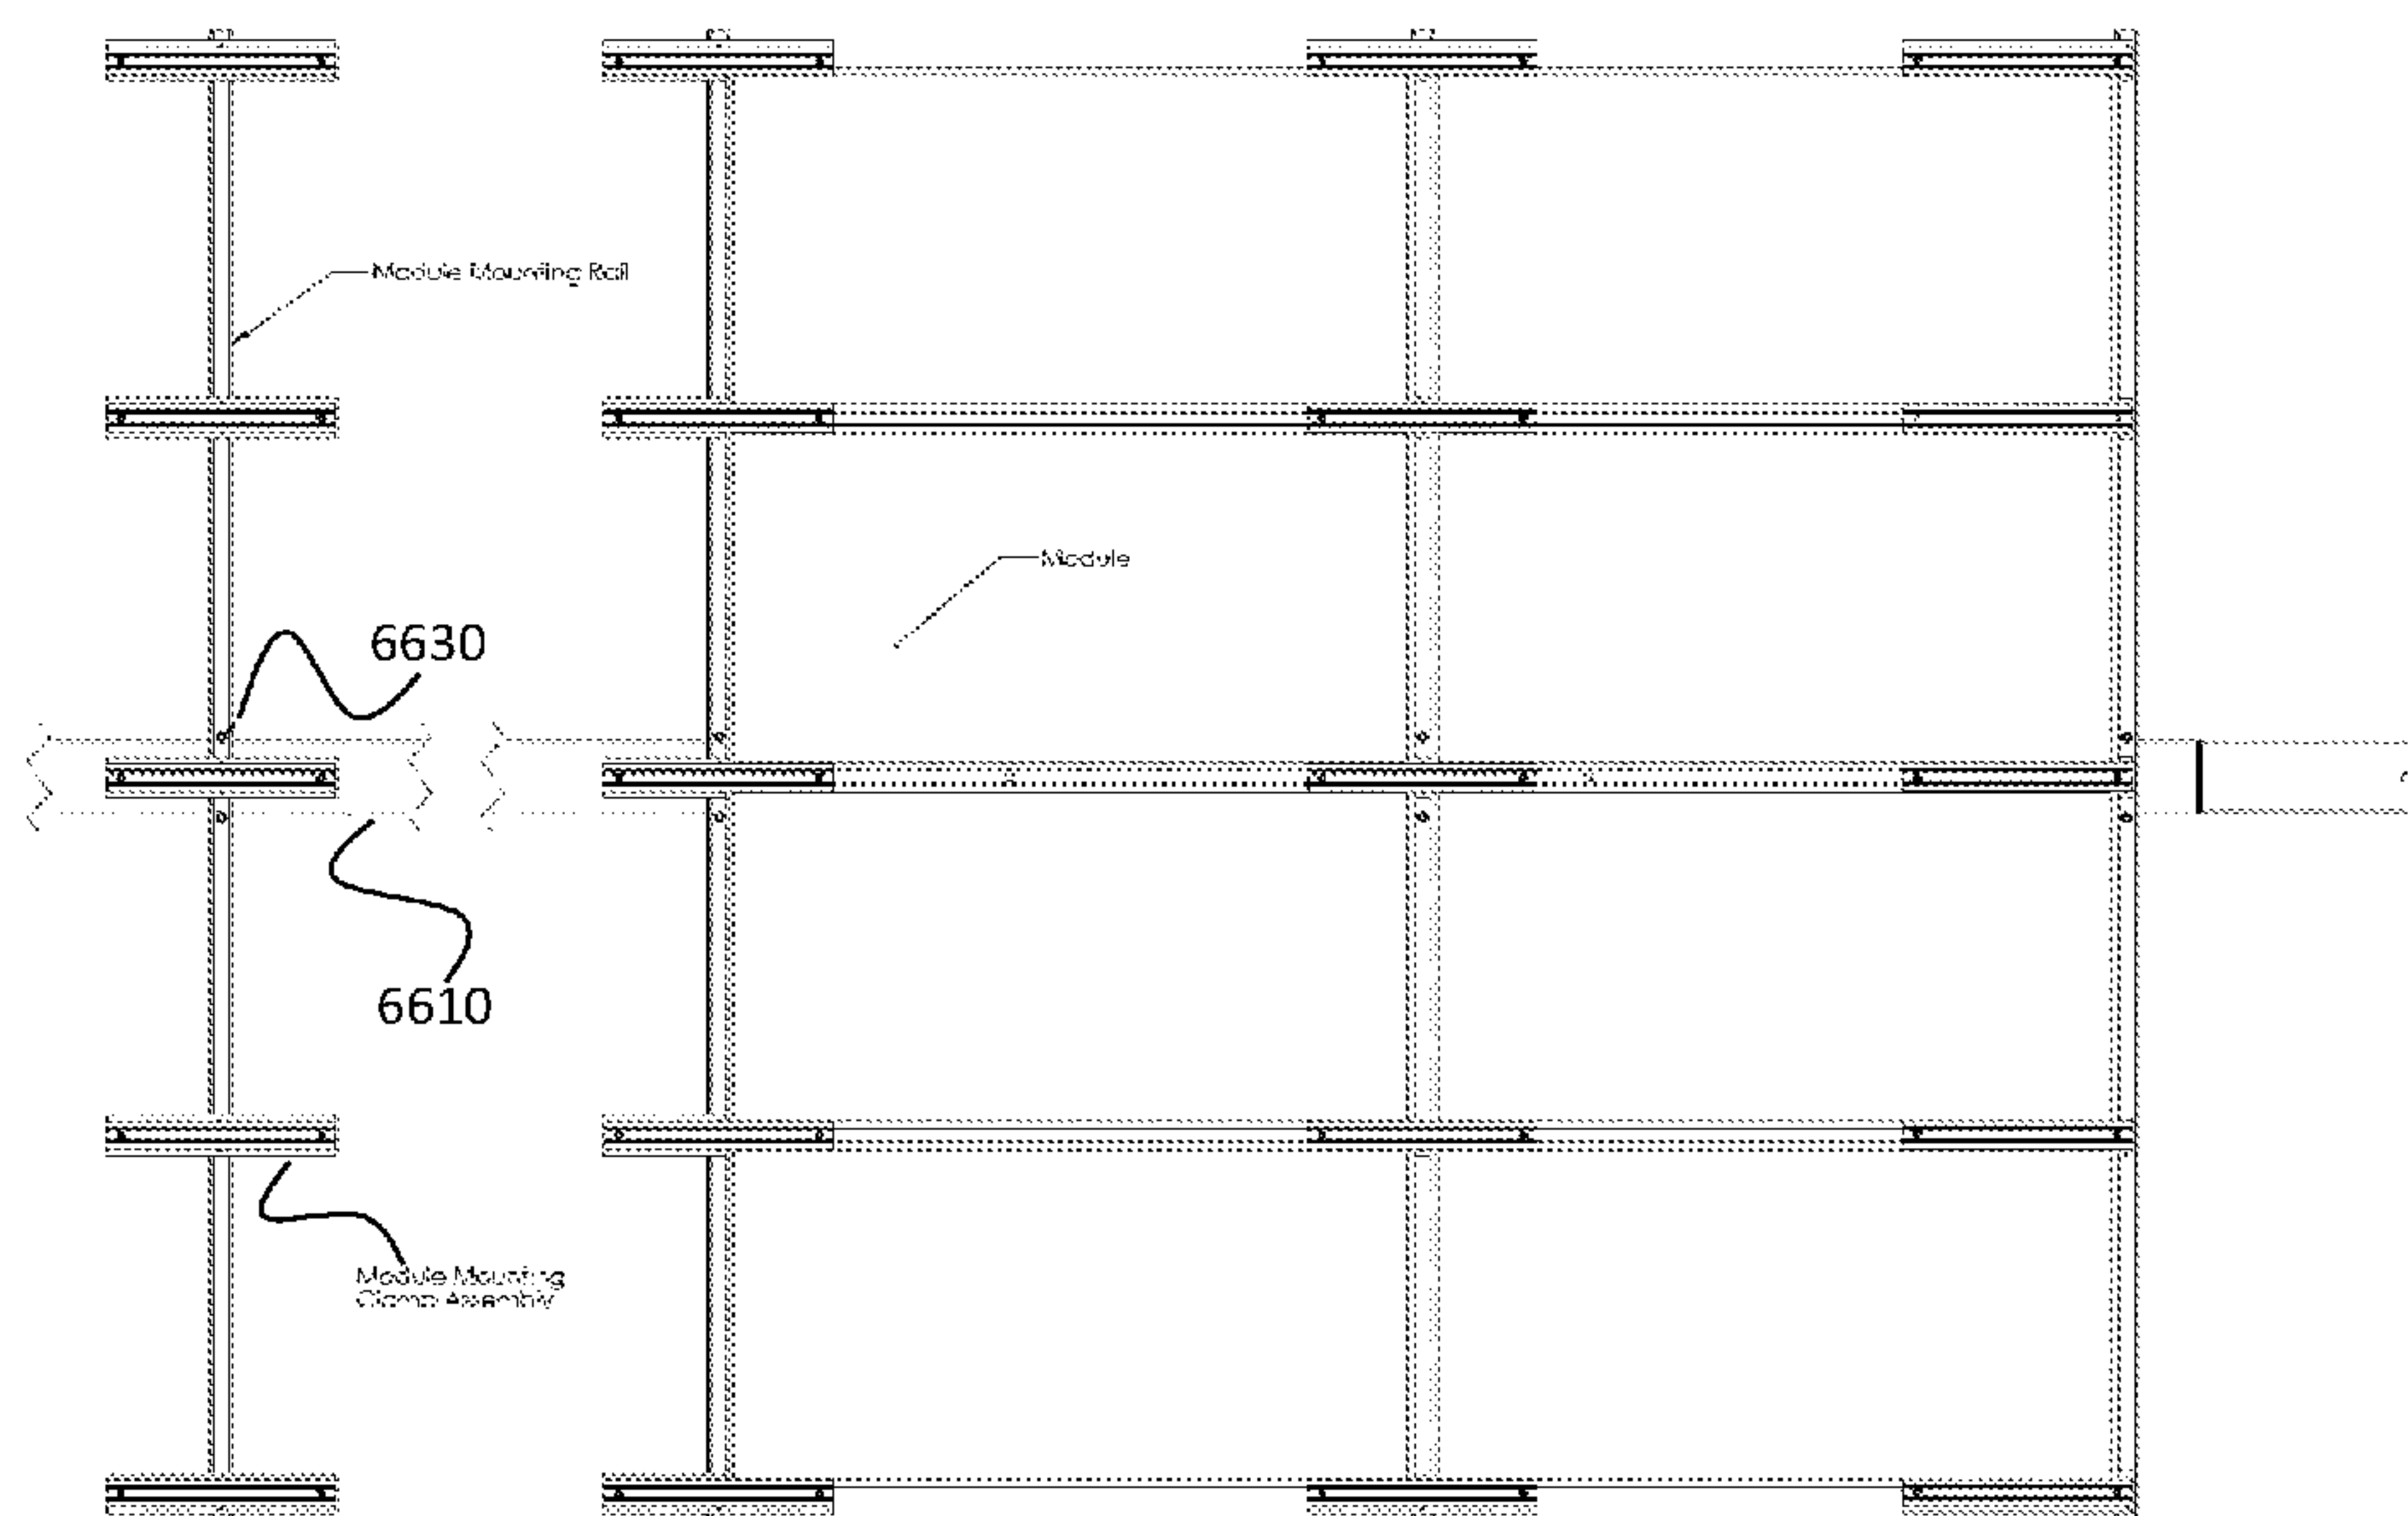 Module Mounting Rail
Module
6630
6610
Module Mounting
Clamp Assembly